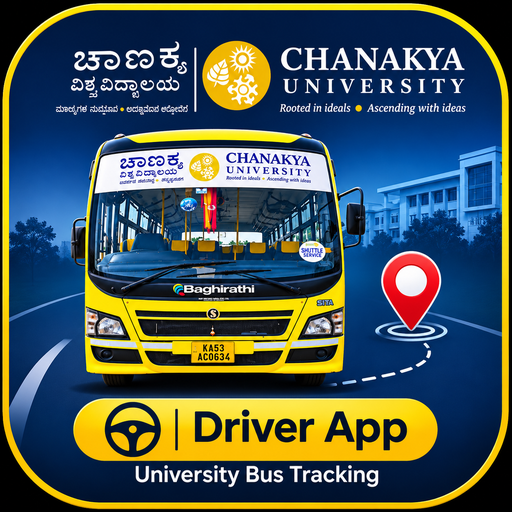 ಚಾಣಕ್ಯ
ವಿಶ್ವವಿದ್ಯಾಲಯ
CHANAKYA
UNIVERSITY
Rooted in ideals • Ascending with ideas
ಚಾಣಕ್ಯ
ವಿಶ್ವವಿದ್ಯಾಲಯ
CHANAKYA
UNIVERSITY
Rooted in ideals • Ascending with ideas
SHUTTLE
SERVICE
Baghirathi
S
KA53
AC0634
Driver App
University Bus Tracking